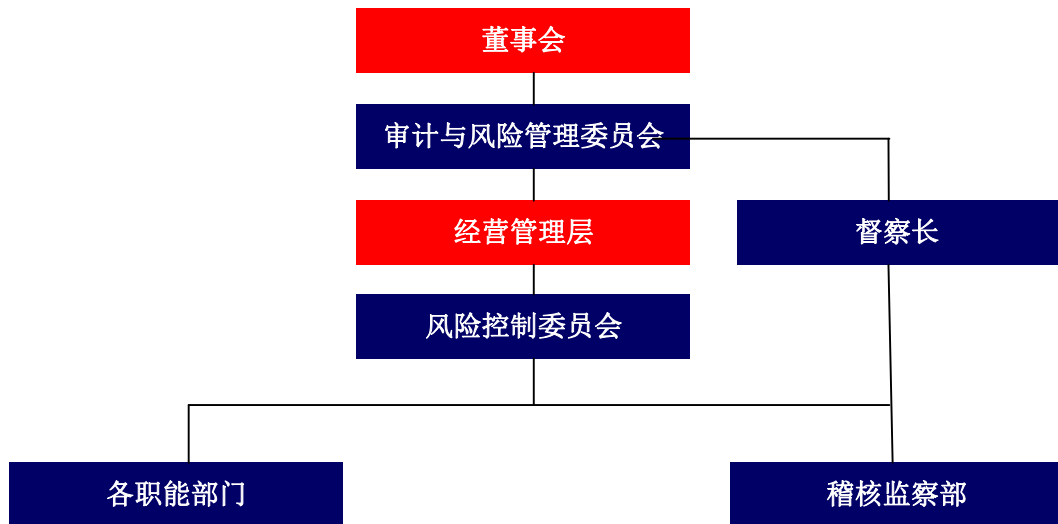 董事会
审计与风险管理委员会
经营管理层
督察长
风险控制委员会
各职能部门
稽核监察部